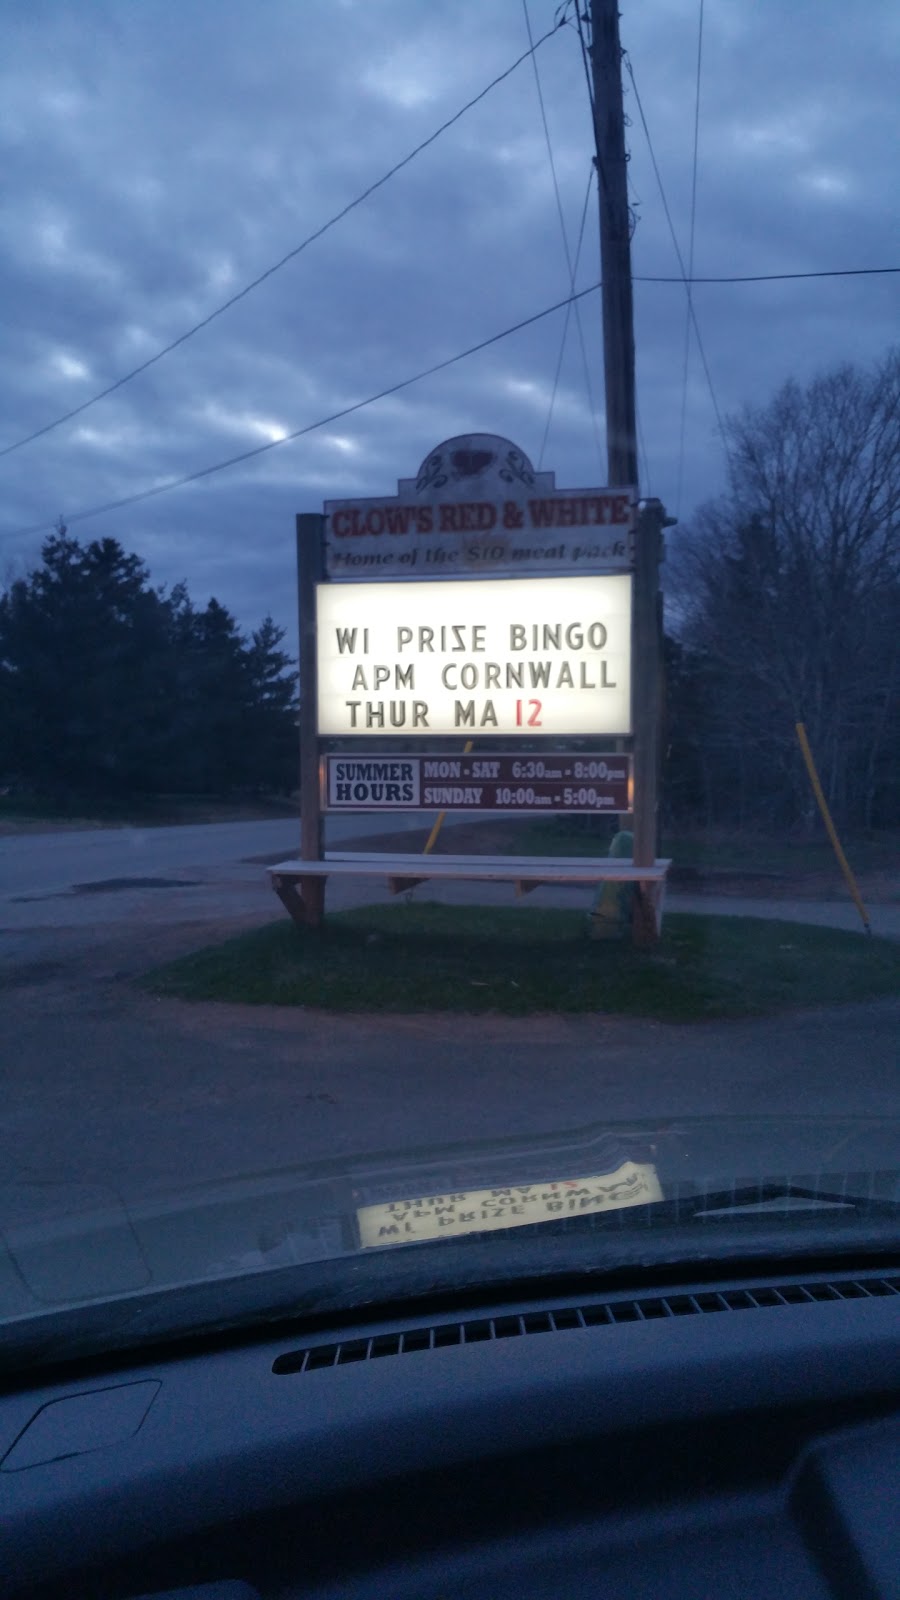 CLOW'S RED & WHITE
Home of the $10 meat pack
WI PRIZE BINGO
APM CORNWALL
THUR MA 12
SUMMER HOURS
MON - SAT 6:30am - 8:00pm
SUNDAY 10:00am - 5:00pm